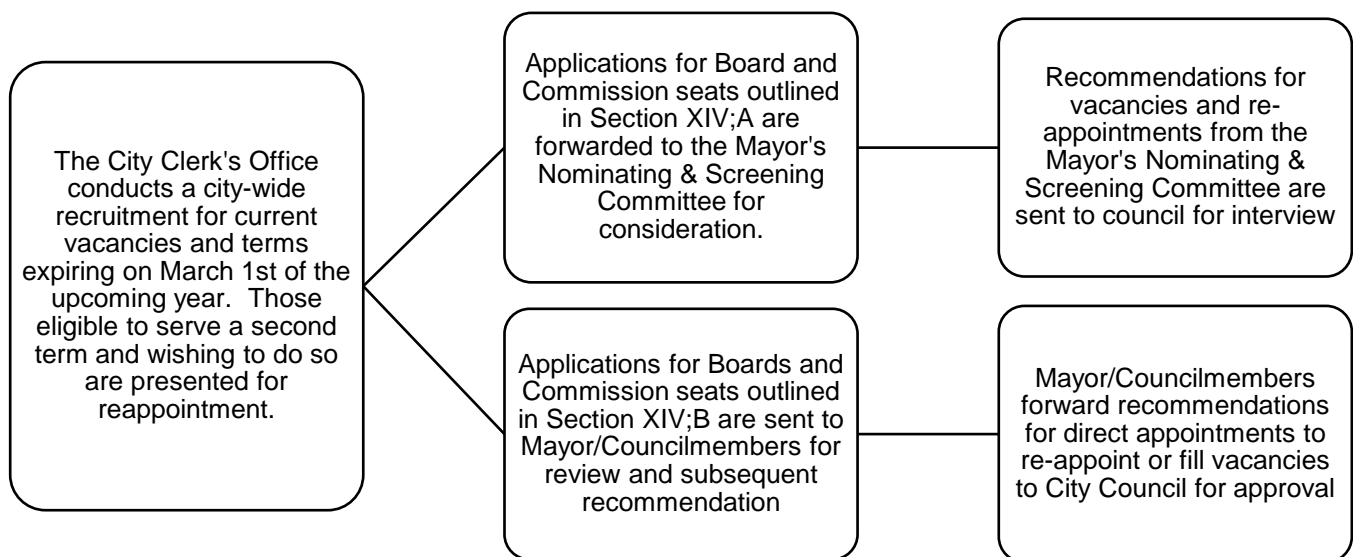 The City Clerk's Office
conducts a city-wide
recruitment for current
vacancies and terms
expiring on March 1st of the
upcoming year.  Those
eligible to serve a second
term and wishing to do so
are presented for
reappointment.
Applications for Board and
Commission seats outlined
in Section XIV;A are
forwarded to the Mayor's
Nominating & Screening
Committee for
consideration.
Recommendations for
vacancies and re-
appointments from the
Mayor's Nominating &
Screening Committee are
sent to council for interview
Applications for Boards and
Commission seats outlined
in Section XIV;B are sent to
Mayor/Councilmembers for
review and subsequent
recommendation
Mayor/Councilmembers
forward recommendations
for direct appointments to
re-appoint or fill vacancies
to City Council for approval